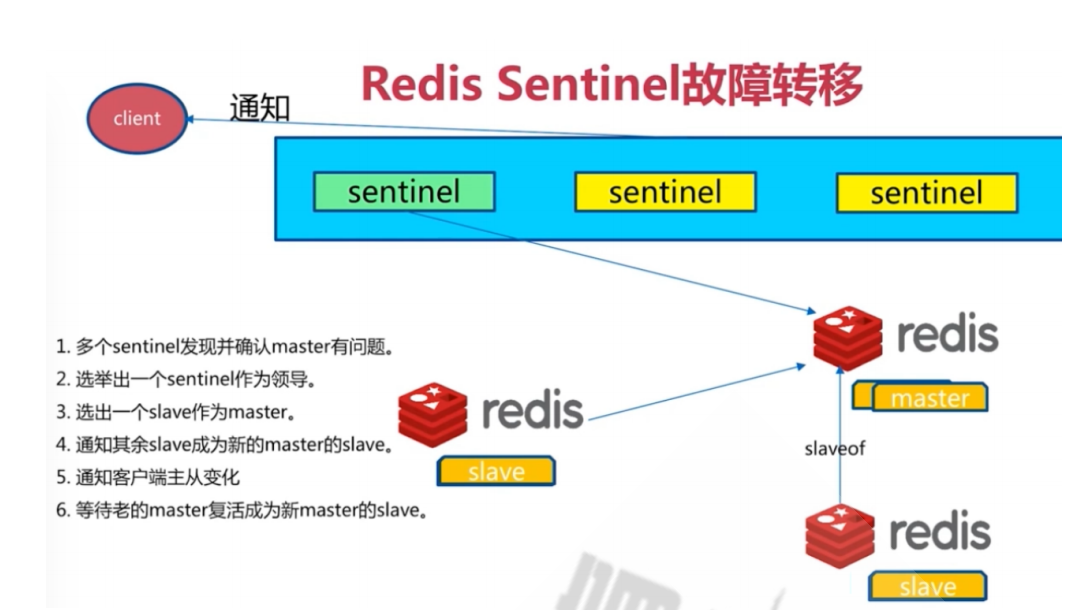 Redis Sentinel故障转移
client
通知
sentinel
sentinel
sentinel
redis
master
1. 多个sentinel发现并确认master有问题。
2. 选举出一个sentinel作为领导。
3. 选出一个slave作为master。
4. 通知其余slave成为新的master的slave。
5. 通知客户端主从变化
6. 等待老的master复活成为新master的slave。
redis
slave
slaveof
redis
slave